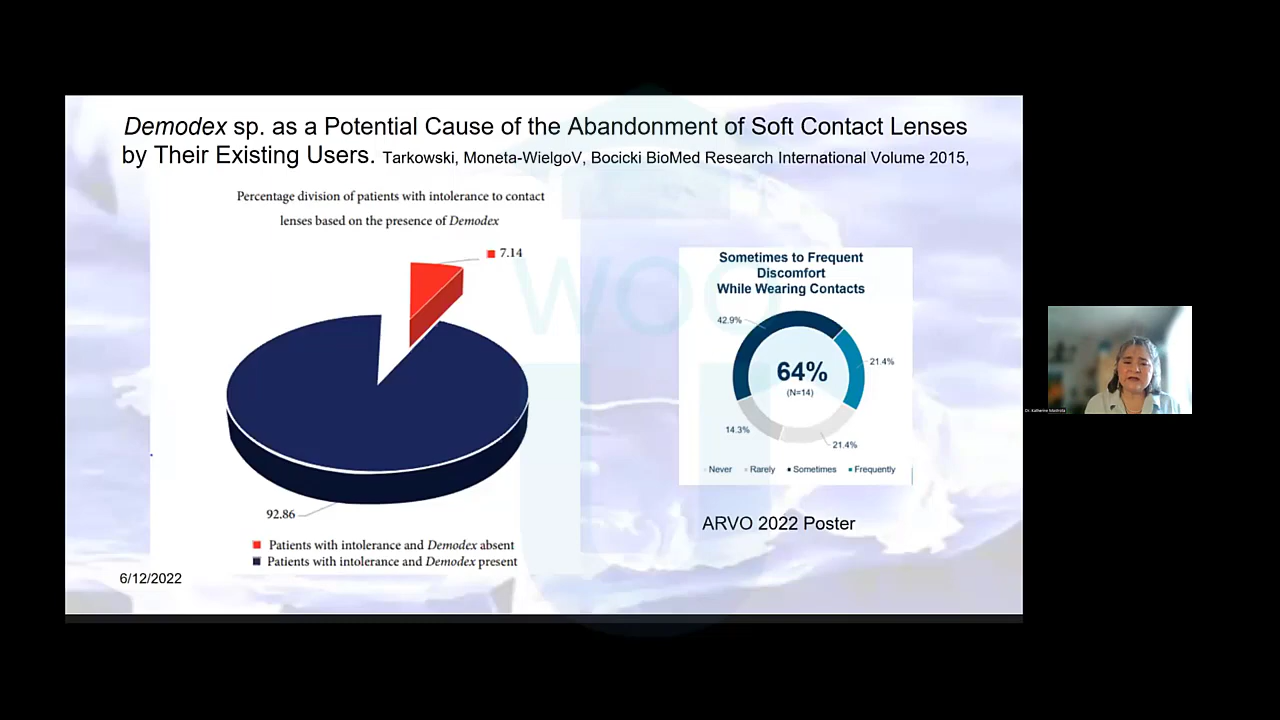 Demodex sp. as a Potential Cause of the Abandonment of Soft Contact Lenses
by Their Existing Users. Tarkowski, Moneta-WielgoV, Bocicki BioMed Research International Volume 2015,
Percentage division of patients with intolerance to contact
lenses based on the presence of Demodex
7.14
92.86
Patients with intolerance and Demodex absent
Patients with intolerance and Demodex present
6/12/2022
Sometimes to Frequent
Discomfort
While Wearing Contacts
42.9%
21.4%
64%
(N=14)
14.3%
21.4%
Never Rarely Sometimes Frequently
ARVO 2022 Poster
WOO